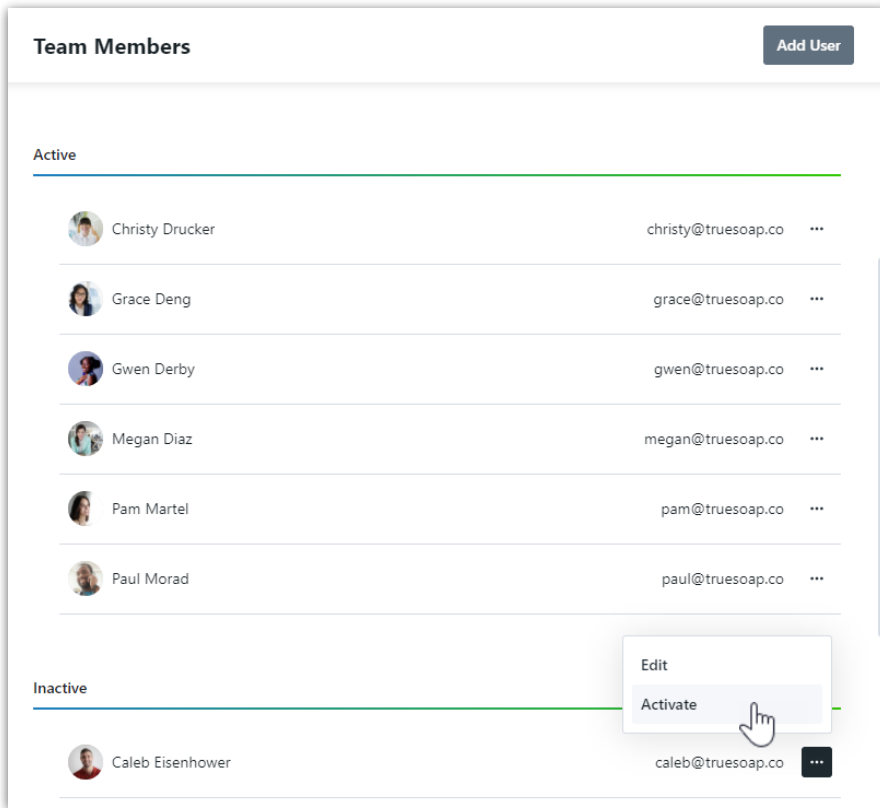 Team Members
Add User
Active
Christy Drucker christy@truesoap.co ...
Grace Deng grace@truesoap.co ...
Gwen Derby gwen@truesoap.co ...
Megan Diaz megan@truesoap.co ...
Pam Martel pam@truesoap.co ...
Paul Morad paul@truesoap.co ...
Edit
Inactive
Activate
Caleb Eisenhower caleb@truesoap.co ...